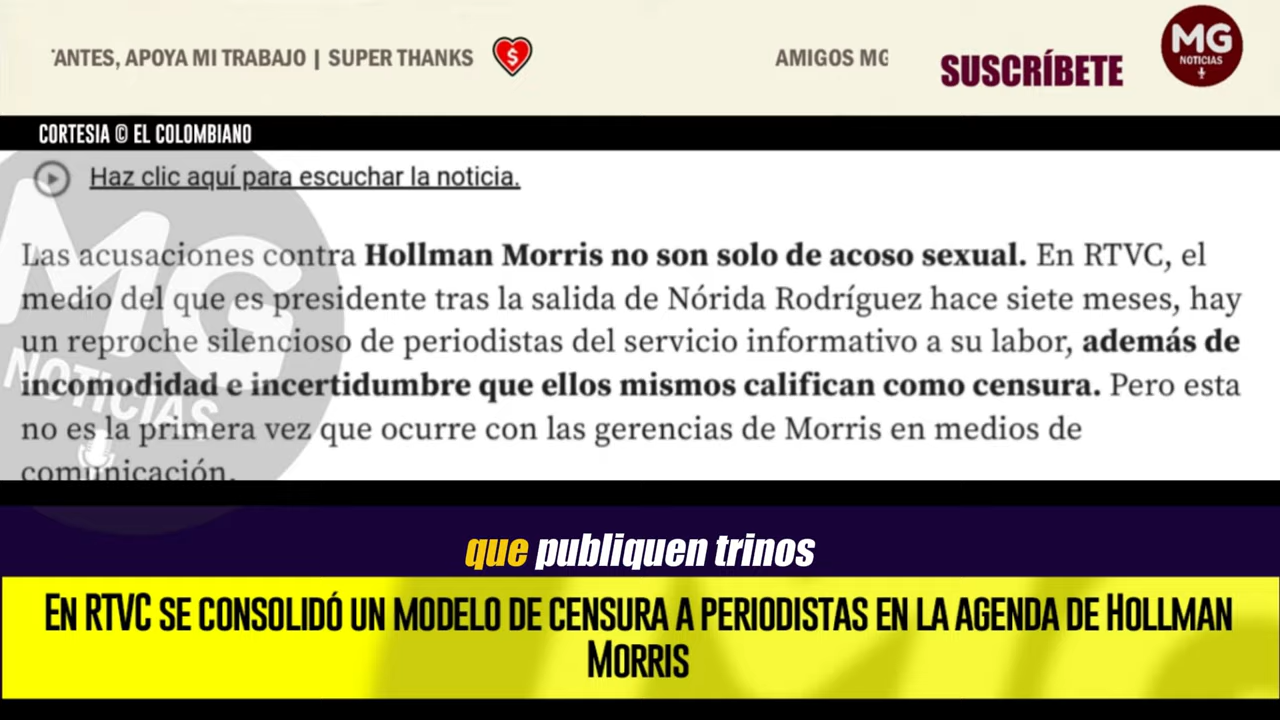 'ANTES, APOYA MI TRABAJO | SUPER THANKS
$
AMIGOS MG
SUSCRÍBETE
MG
NOTICIAS
CORTESIA © EL COLOMBIANO
Haz clic aquí para escuchar la noticia.
Las acusaciones contra Hollman Morris no son solo de acoso sexual. En RTVC, el
medio del que es presidente tras la salida de Nórida Rodríguez hace siete meses, hay
un reproche silencioso de periodistas del servicio informativo a su labor, además de
incomodidad e incertidumbre que ellos mismos califican como censura. Pero esta
no es la primera vez que ocurre con las gerencias de Morris en medios de
comunicación.
MG
NOTICIAS
que publiquen trinos
EN RTVC SE CONSOLIDÓ UN MODELO DE CENSURA A PERIODISTAS EN LA AGENDA DE HOLLMAN
MORRIS